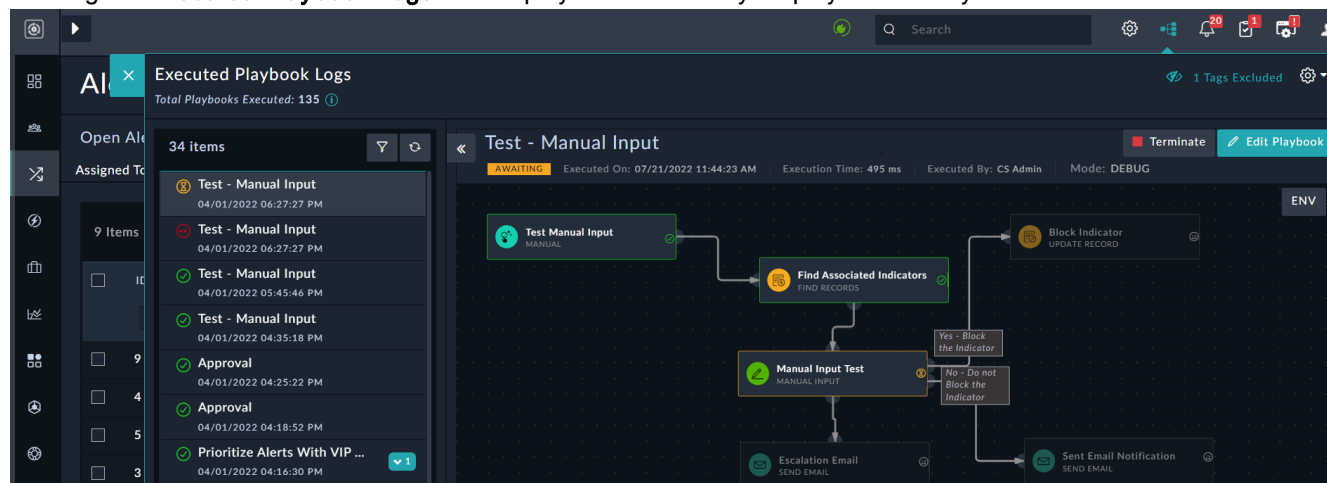 Search
20
1
!
Al
Executed Playbook Logs
Total Playbooks Executed: 135
1 Tags Excluded
Open Ale
Assigned To
9 Items
ID
9
4
5
3
34 items
Test - Manual Input
04/01/2022 06:27:27 PM
Test - Manual Input
04/01/2022 06:27:27 PM
Test - Manual Input
04/01/2022 05:45:46 PM
Test - Manual Input
04/01/2022 04:35:18 PM
Approval
04/01/2022 04:25:22 PM
Approval
04/01/2022 04:18:52 PM
Prioritize Alerts With VIP ...
1
04/01/2022 04:16:30 PM
Test - Manual Input
Terminate
Edit Playbook
AWAITING Executed On: 07/21/2022 11:44:23 AM Execution Time: 495 ms Executed By: CS Admin Mode: DEBUG
ENV
Test Manual Input
MANUAL
Block Indicator
UPDATE RECORD
Find Associated Indicators
FIND RECORDS
Yes - Block
the Indicator
Manual Input Test
MANUAL INPUT
No - Do not
Block the
Indicator
Escalation Email
SEND EMAIL
Sent Email Notification
SEND EMAIL